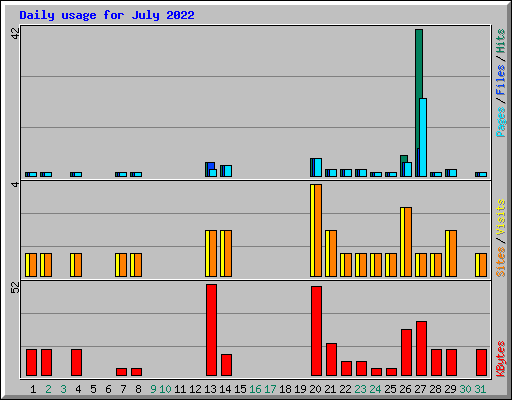 Daily usage for July 2022
42
Pages / Files / Hits
4
Sites / Visits
52
KBytes
1 2 3 4 5 6 7 8 9 10 11 12 13 14 15 16 17 18 19 20 21 22 23 24 25 26 27 28 29 30 31